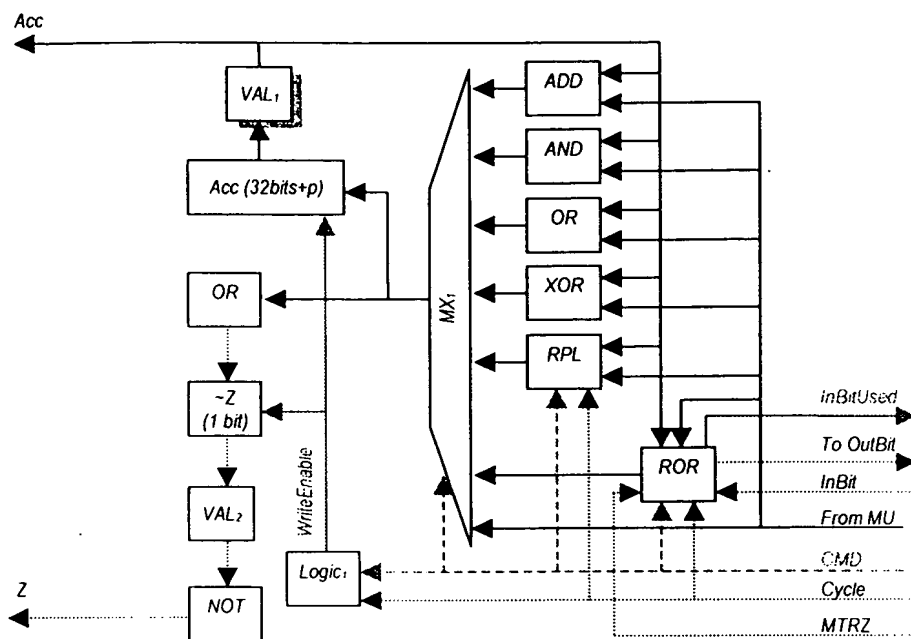 Acc
VAL₁
ADD
AND
Acc (32bits+p)
OR
XOR
OR
MX₁
RPL
~Z
(1 bit)
InBitUsed
To OutBit
ROR
InBit
VAL₂
WriteEnable
From MU
Logic₁
CMD
Z
NOT
Cycle
MTRZ